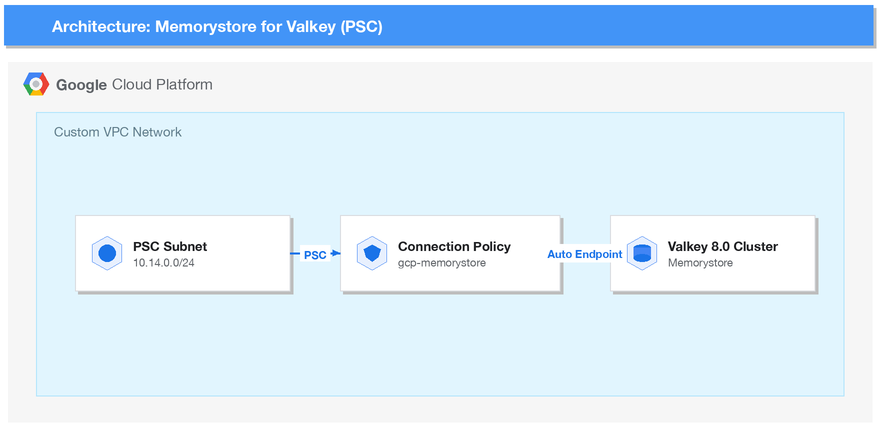 Architecture: Memorystore for Valkey (PSC)
Google Cloud Platform
Custom VPC Network
PSC Subnet
10.14.0.0/24
PSC
Connection Policy
gcp-memorystore
Auto Endpoint
Valkey 8.0 Cluster
Memorystore